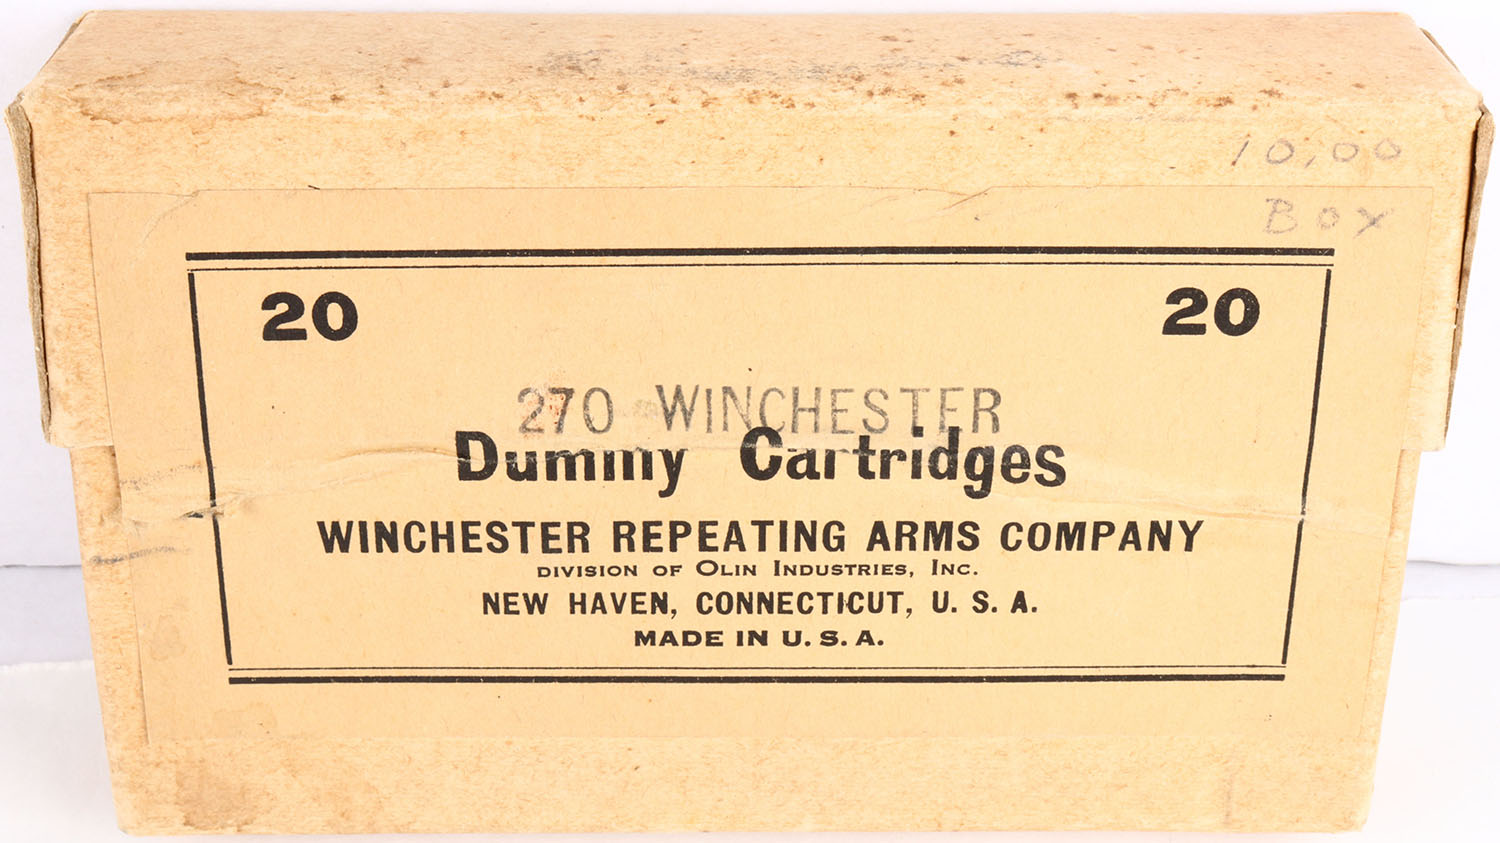 10.00
BOX
20 20
270 WINCHESTER
Dummy Cartridges
WINCHESTER REPEATING ARMS COMPANY
DIVISION OF OLIN INDUSTRIES, INC.
NEW HAVEN, CONNECTICUT, U. S. A.
MADE IN U. S. A.